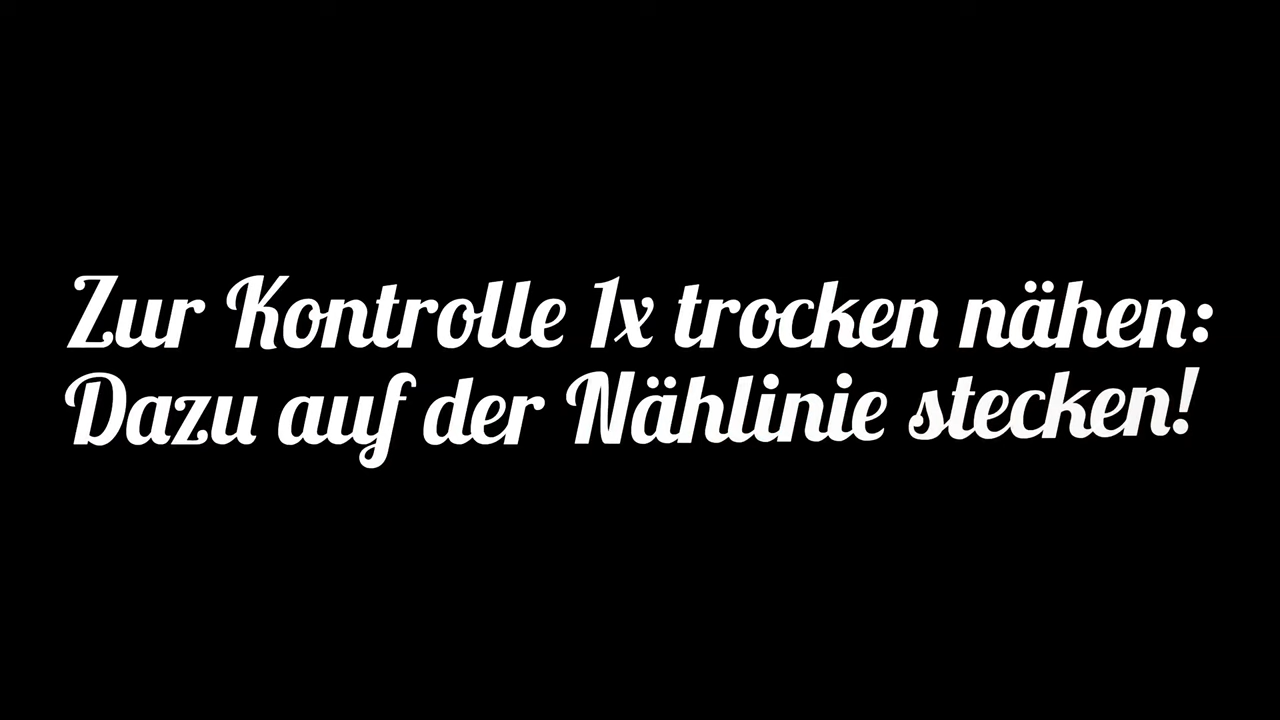 Zur Kontrolle 1x trocken nähen:
Dazu auf der Nählinie stecken!